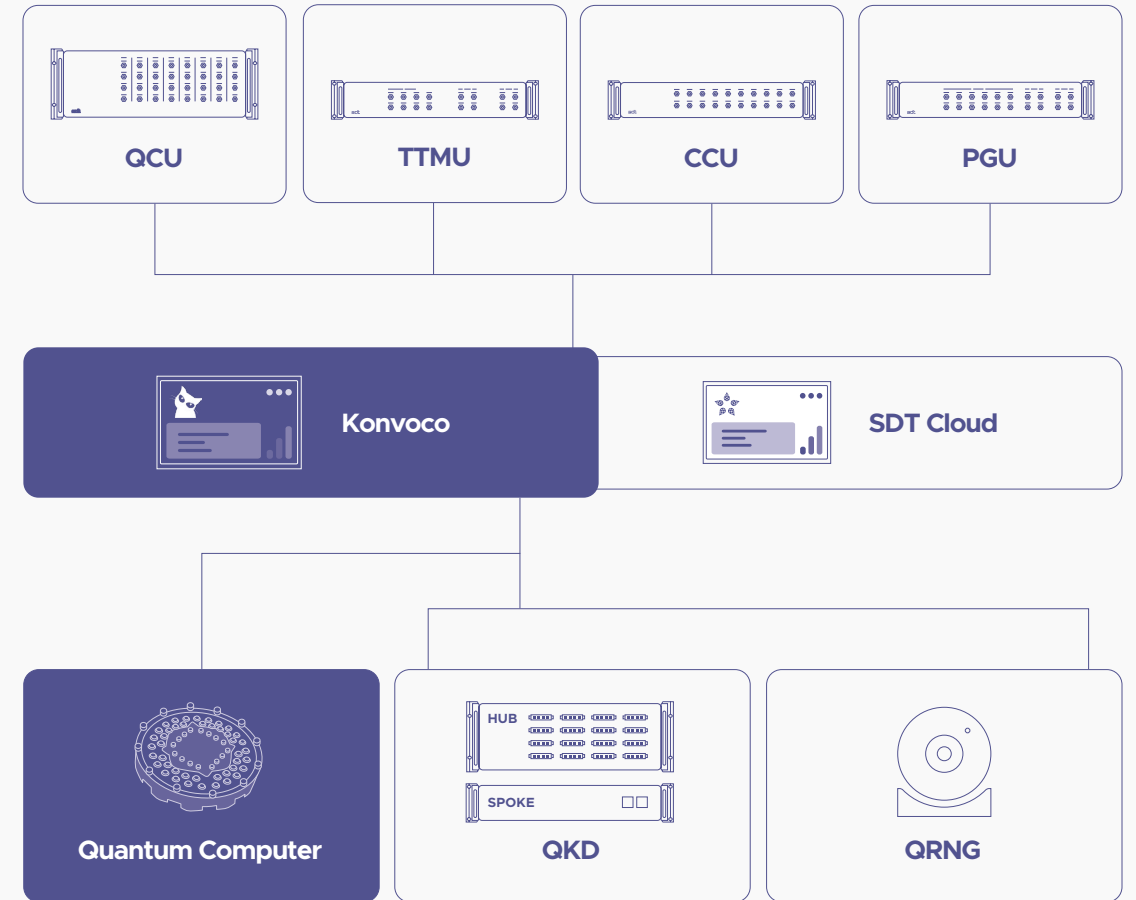 QCU
TTMU
CCU
PGU
Konvoco
SDT Cloud
HUB
SPOKE
Quantum Computer
QKD
QRNG